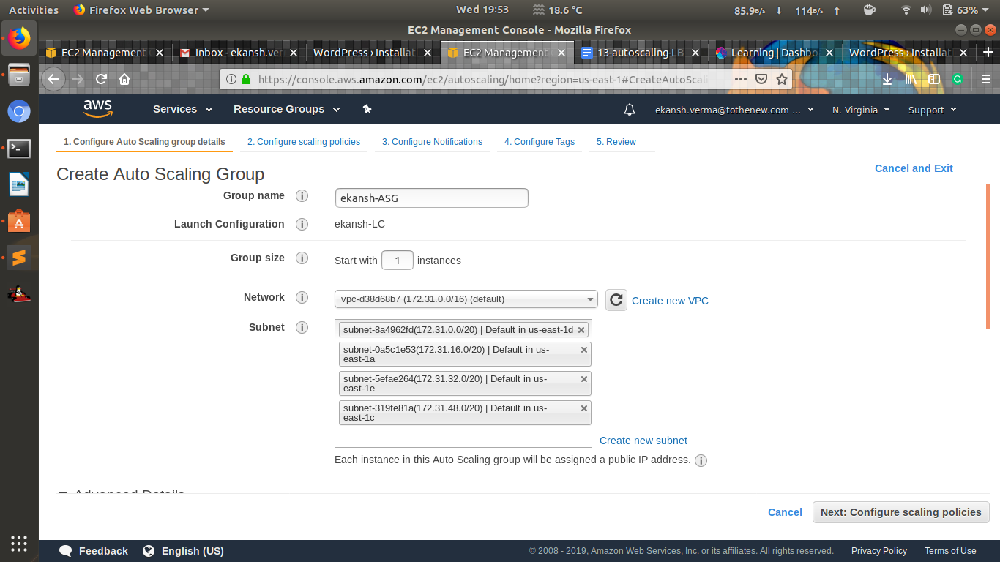 Activities Firefox Web Browser Wed 19:53 18.6 °C 85.9B/s 114B/s 63%
EC2 Management Console - Mozilla Firefox
EC2 Management Inbox - ekansh.ver WordPress › Installat EC2 Management 13-autoscaling-LB Learning | Dashbo WordPress › Installat
https://console.aws.amazon.com/ec2/autoscaling/home?region=us-east-1#CreateAutoScal
aws Services Resource Groups ekansh.verma@tothenew.com ... N. Virginia Support
1. Configure Auto Scaling group details 2. Configure scaling policies 3. Configure Notifications 4. Configure Tags 5. Review
Create Auto Scaling Group
Cancel and Exit
Group name ekansh-ASG
Launch Configuration ekansh-LC
Group size Start with 1 instances
Network vpc-d38d68b7 (172.31.0.0/16) (default) Create new VPC
Subnet subnet-8a4962fd(172.31.0.0/20) | Default in us-east-1d
subnet-0a5c1e53(172.31.16.0/20) | Default in us-
east-1a
subnet-5efae264(172.31.32.0/20) | Default in us-
east-1e
subnet-319fe81a(172.31.48.0/20) | Default in us-
east-1c
Create new subnet
Each instance in this Auto Scaling group will be assigned a public IP address.
Advanced Details
Cancel Next: Configure scaling policies
Feedback English (US) © 2008 - 2019, Amazon Web Services, Inc. or its affiliates. All rights reserved. Privacy Policy Terms of Use